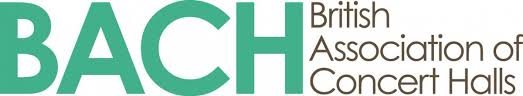 BACH
British
Association of
Concert Halls